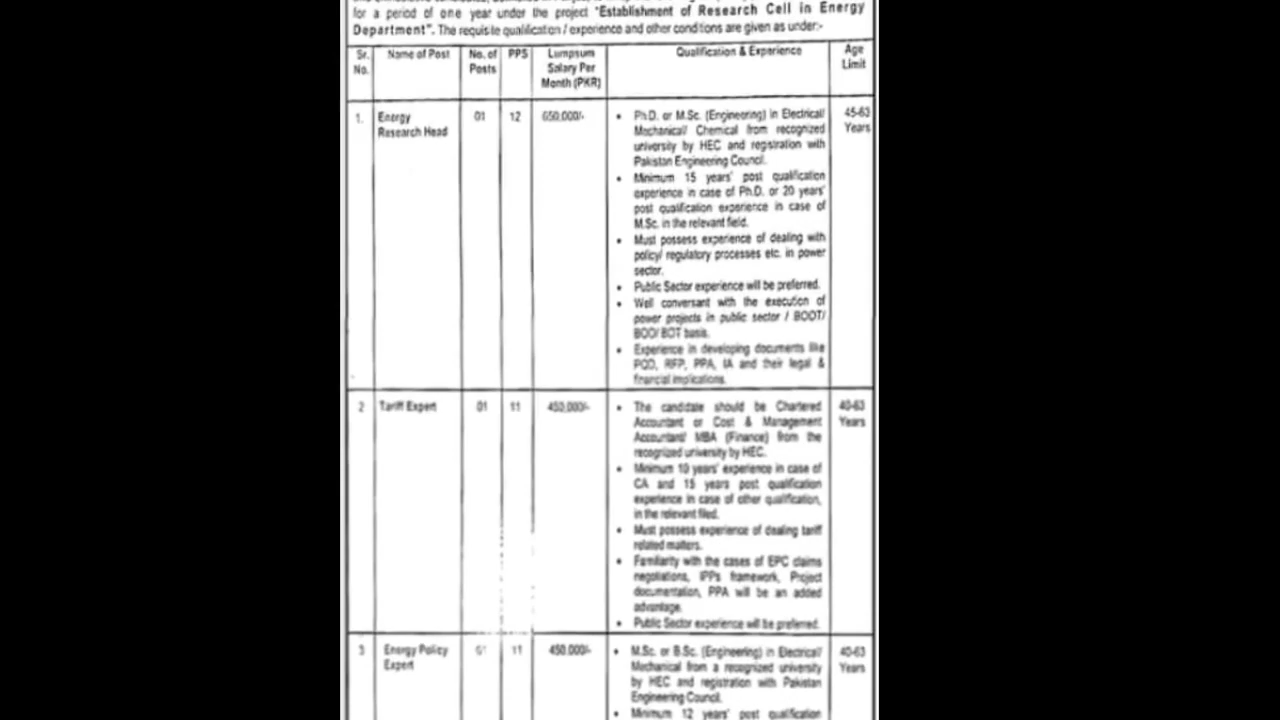 for a period of one year under the project "Establishment of Research Cell in Energy
Department". The requisite qualification / experience and other conditions are given as under:-
Sr. No.
Name of Post
No. of Posts
PPS
Lumpsum Salary Per Month (PKR)
Qualification & Experience
Age Limit
1.
Energy
Research Head
01
12
650,000/-
• Ph.D. or M.Sc. (Engineering) in Electrical/
Mechanical/ Chemical from recognized
university by HEC and registration with
Pakistan Engineering Council.
• Minimum 15 years' post qualification
experience in case of Ph.D. or 20 years'
post qualification experience in case of
M.Sc. in the relevant field.
• Must possess experience of dealing with
policy/ regulatory processes etc. in power
sector.
• Public Sector experience will be preferred.
• Well conversant with the execution of
power projects in public sector / BOOT/
BOO/ BOT basis.
• Experience in developing documents like
PQD, RFP, PPA, IA and their legal &
financial implications.
45-63
Years
2
Tariff Expert
01
11
450,000/-
• The candidate should be Chartered
Accountant or Cost & Management
Accountant/ MBA (Finance) from the
recognized university by HEC.
• Minimum 10 years' experience in case of
CA and 15 years post qualification
experience in case of other qualification,
in the relevant filed.
• Must possess experience of dealing tariff
related matters.
• Familiarity with the cases of EPC claims
negotiations, IPPs framework, Project
documentation, PPA will be an added
advantage.
• Public Sector experience will be preferred.
40-63
Years
3
Energy Policy
Expert
01
11
450,000/-
• M.Sc. or B.Sc. (Engineering) in Electrical/
Mechanical from a recognized university
by HEC and registration with Pakistan
Engineering Council.
• Minimum 12 years' post qualification
40-63
Years